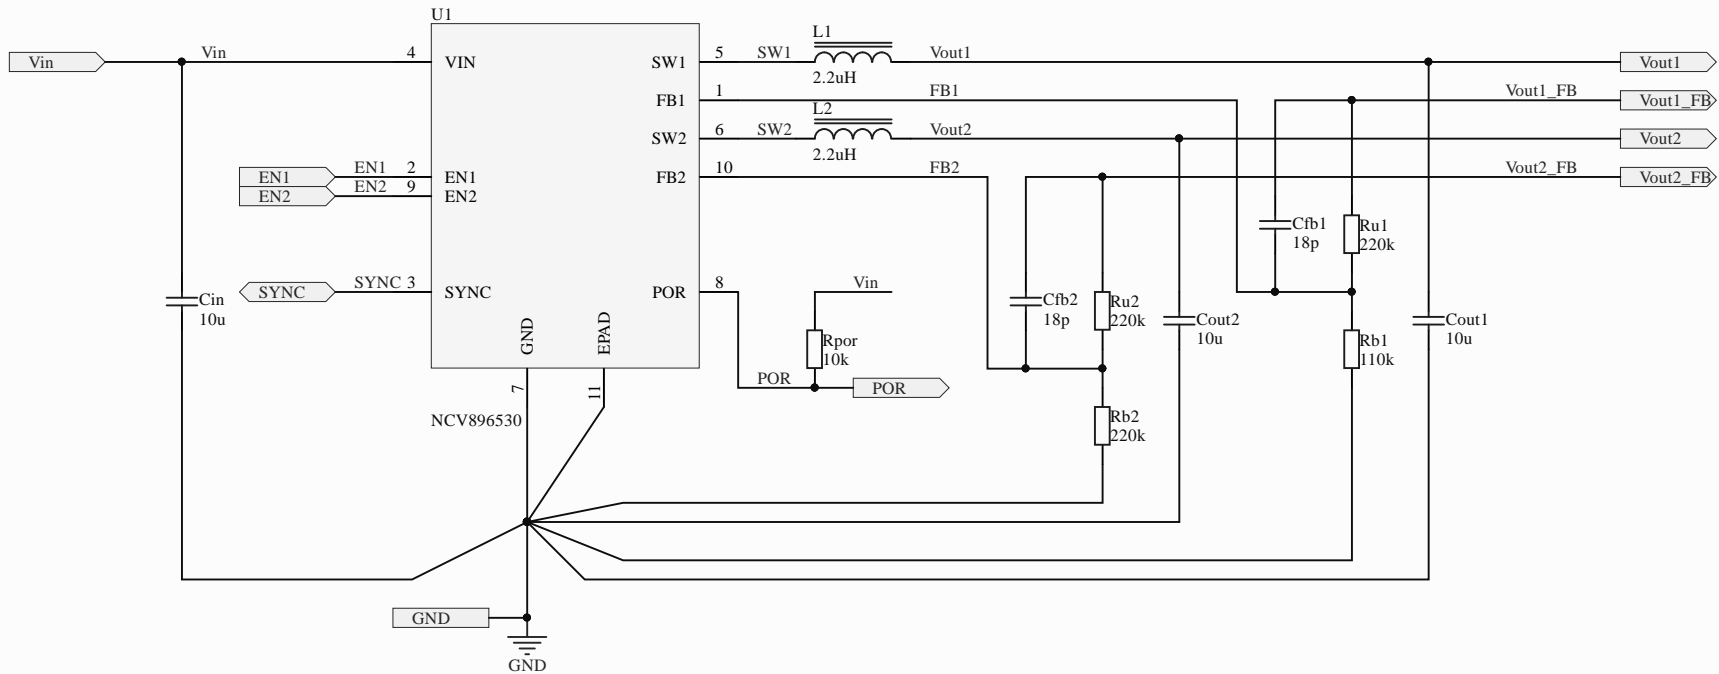 U1
Vin
Vin
4
VIN
SW1
5
SW1
L1
2.2uH
Vout1
Vout1
FB1
1
FB1
Vout1_FB
Vout1_FB
SW2
6
SW2
L2
2.2uH
Vout2
Vout2
EN1
EN1
2
EN1
EN2
EN2
9
EN2
FB2
10
FB2
Vout2_FB
Vout2_FB
Cfb1
18p
Ru1
220k
SYNC
SYNC
3
SYNC
POR
8
Vin
Cin
10u
Cfb2
18p
Ru2
220k
Cout2
10u
Cout1
10u
Rb1
110k
GND
EPAD
Rpor
10k
POR
POR
7
11
NCV896530
Rb2
220k
GND
GND